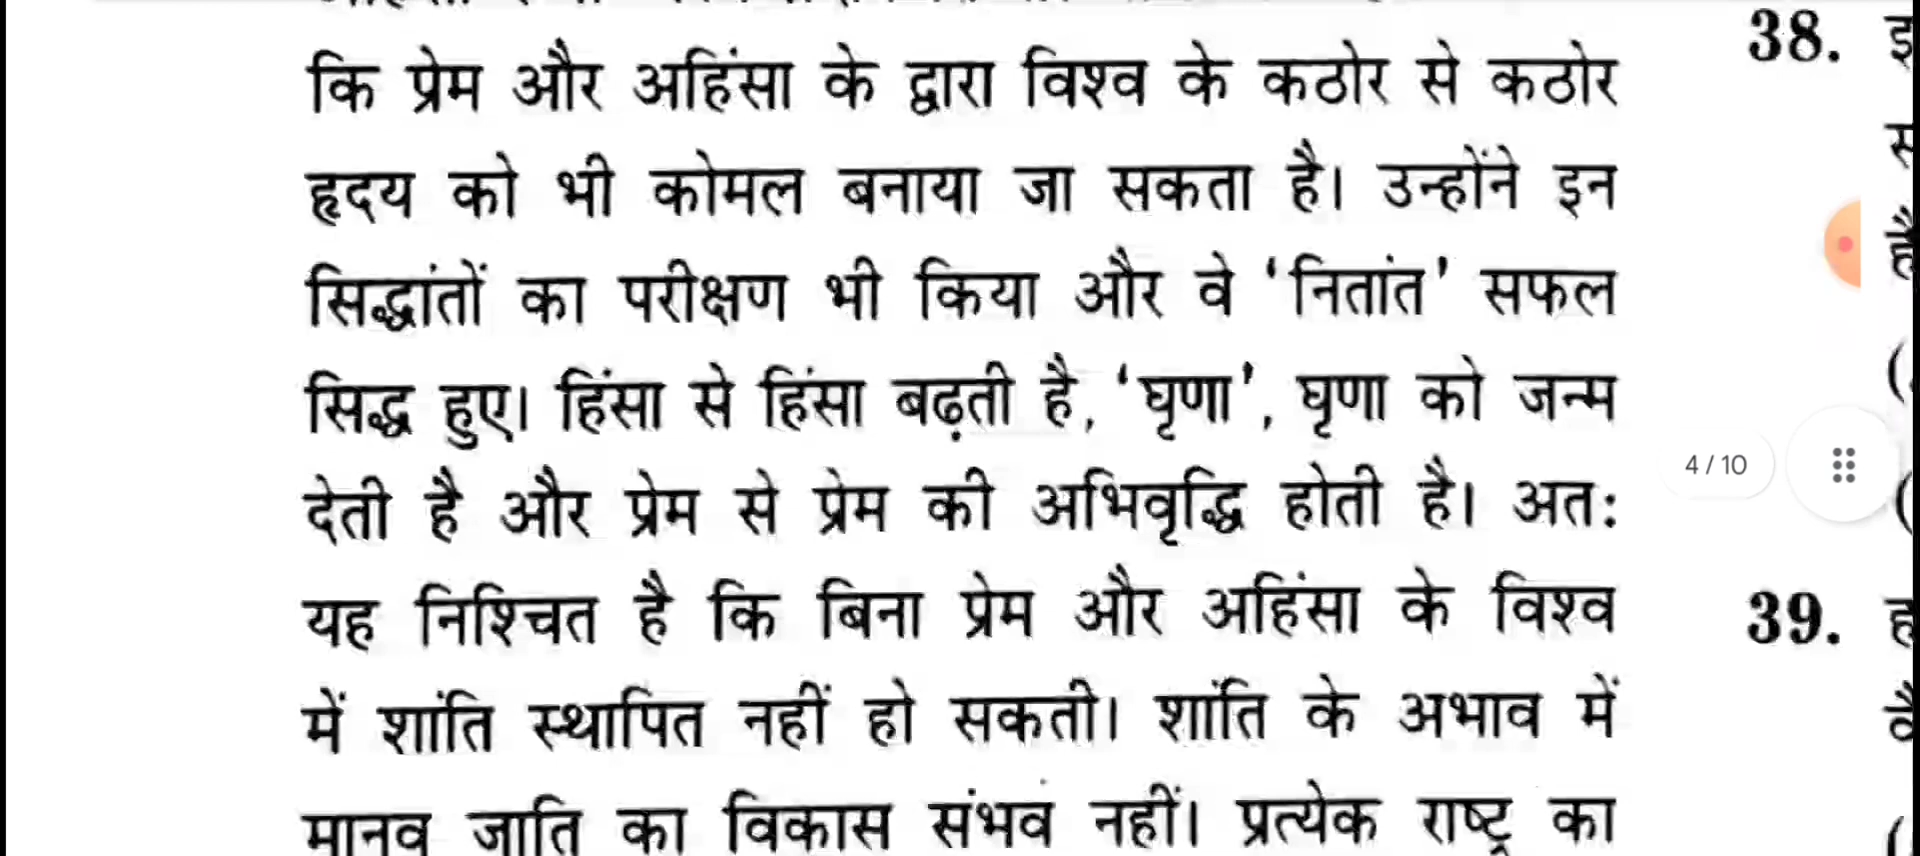 कि प्रेम और अहिंसा के द्वारा विश्व के कठोर से कठोर
हृदय को भी कोमल बनाया जा सकता है। उन्होंने इन
सिद्धांतों का परीक्षण भी किया और वे ‘नितांत’ सफल
सिद्ध हुए। हिंसा से हिंसा बढ़ती है, ‘घृणा’, घृणा को जन्म
देती है और प्रेम से प्रेम की अभिवृद्धि होती है। अतः
यह निश्चित है कि बिना प्रेम और अहिंसा के विश्व
में शांति स्थापित नहीं हो सकती। शांति के अभाव में
मानव जाति का विकास संभव नहीं। प्रत्येक राष्ट्र का
38.
4 / 10
39.